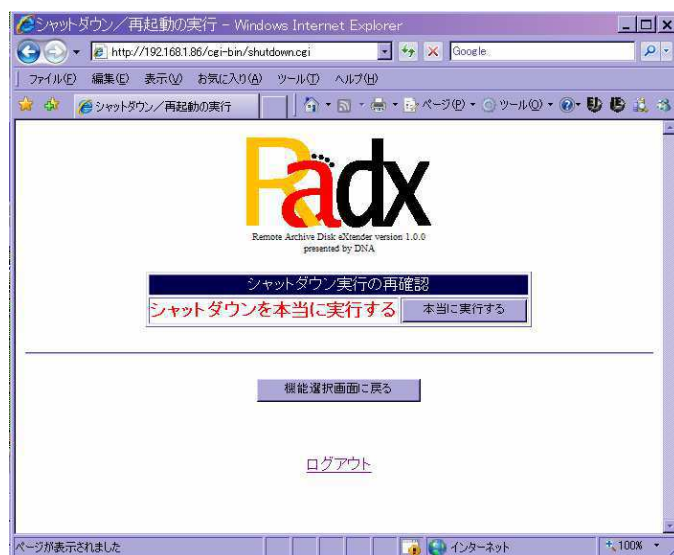 シャットダウン／再起動の実行 - Windows Internet Explorer
http://192.168.1.86/cgi-bin/shutdown.cgi
Google
ファイル(F) 編集(E) 表示(V) お気に入り(A) ツール(T) ヘルプ(H)
シャットダウン／再起動の実行
ページ(P) ツール(O)
Radx
Remote Archive Disk eXtender version 1.0.0
presented by DNA
シャットダウン実行の再確認
シャットダウンを本当に実行する 本当に実行する
機能選択画面に戻る
ログアウト
ページが表示されました インターネット 100%